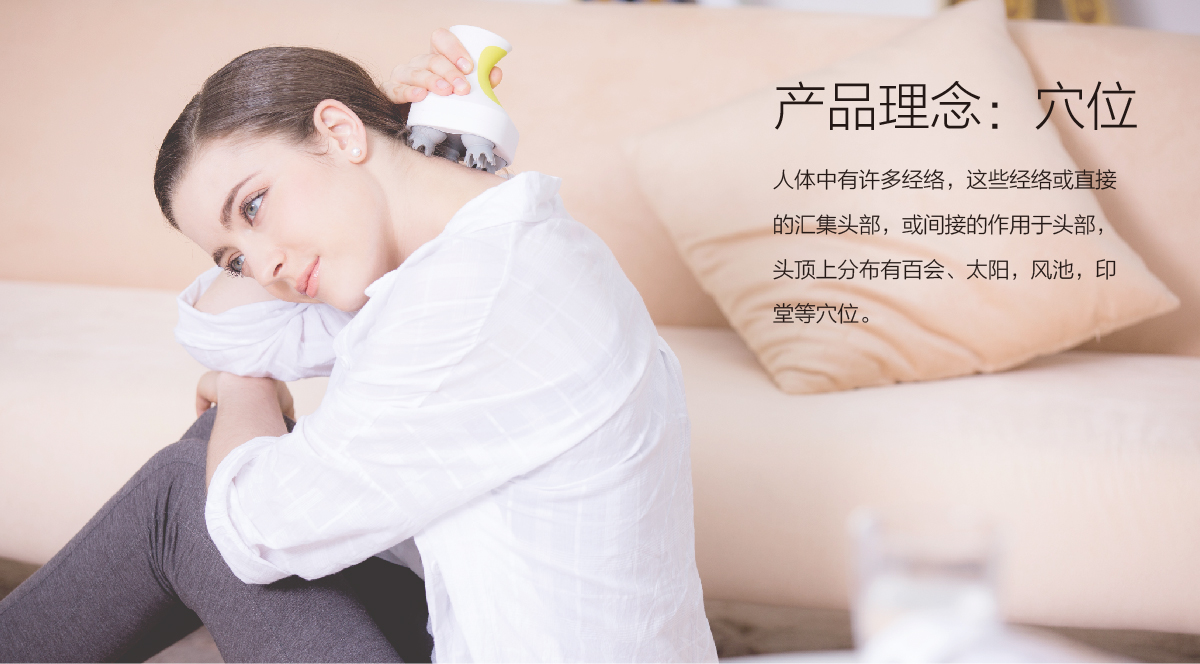 产品理念：穴位
人体中有许多经络，这些经络或直接
的汇集头部，或间接的作用于头部，
头顶上分布有百会、太阳，风池，印
堂等穴位。